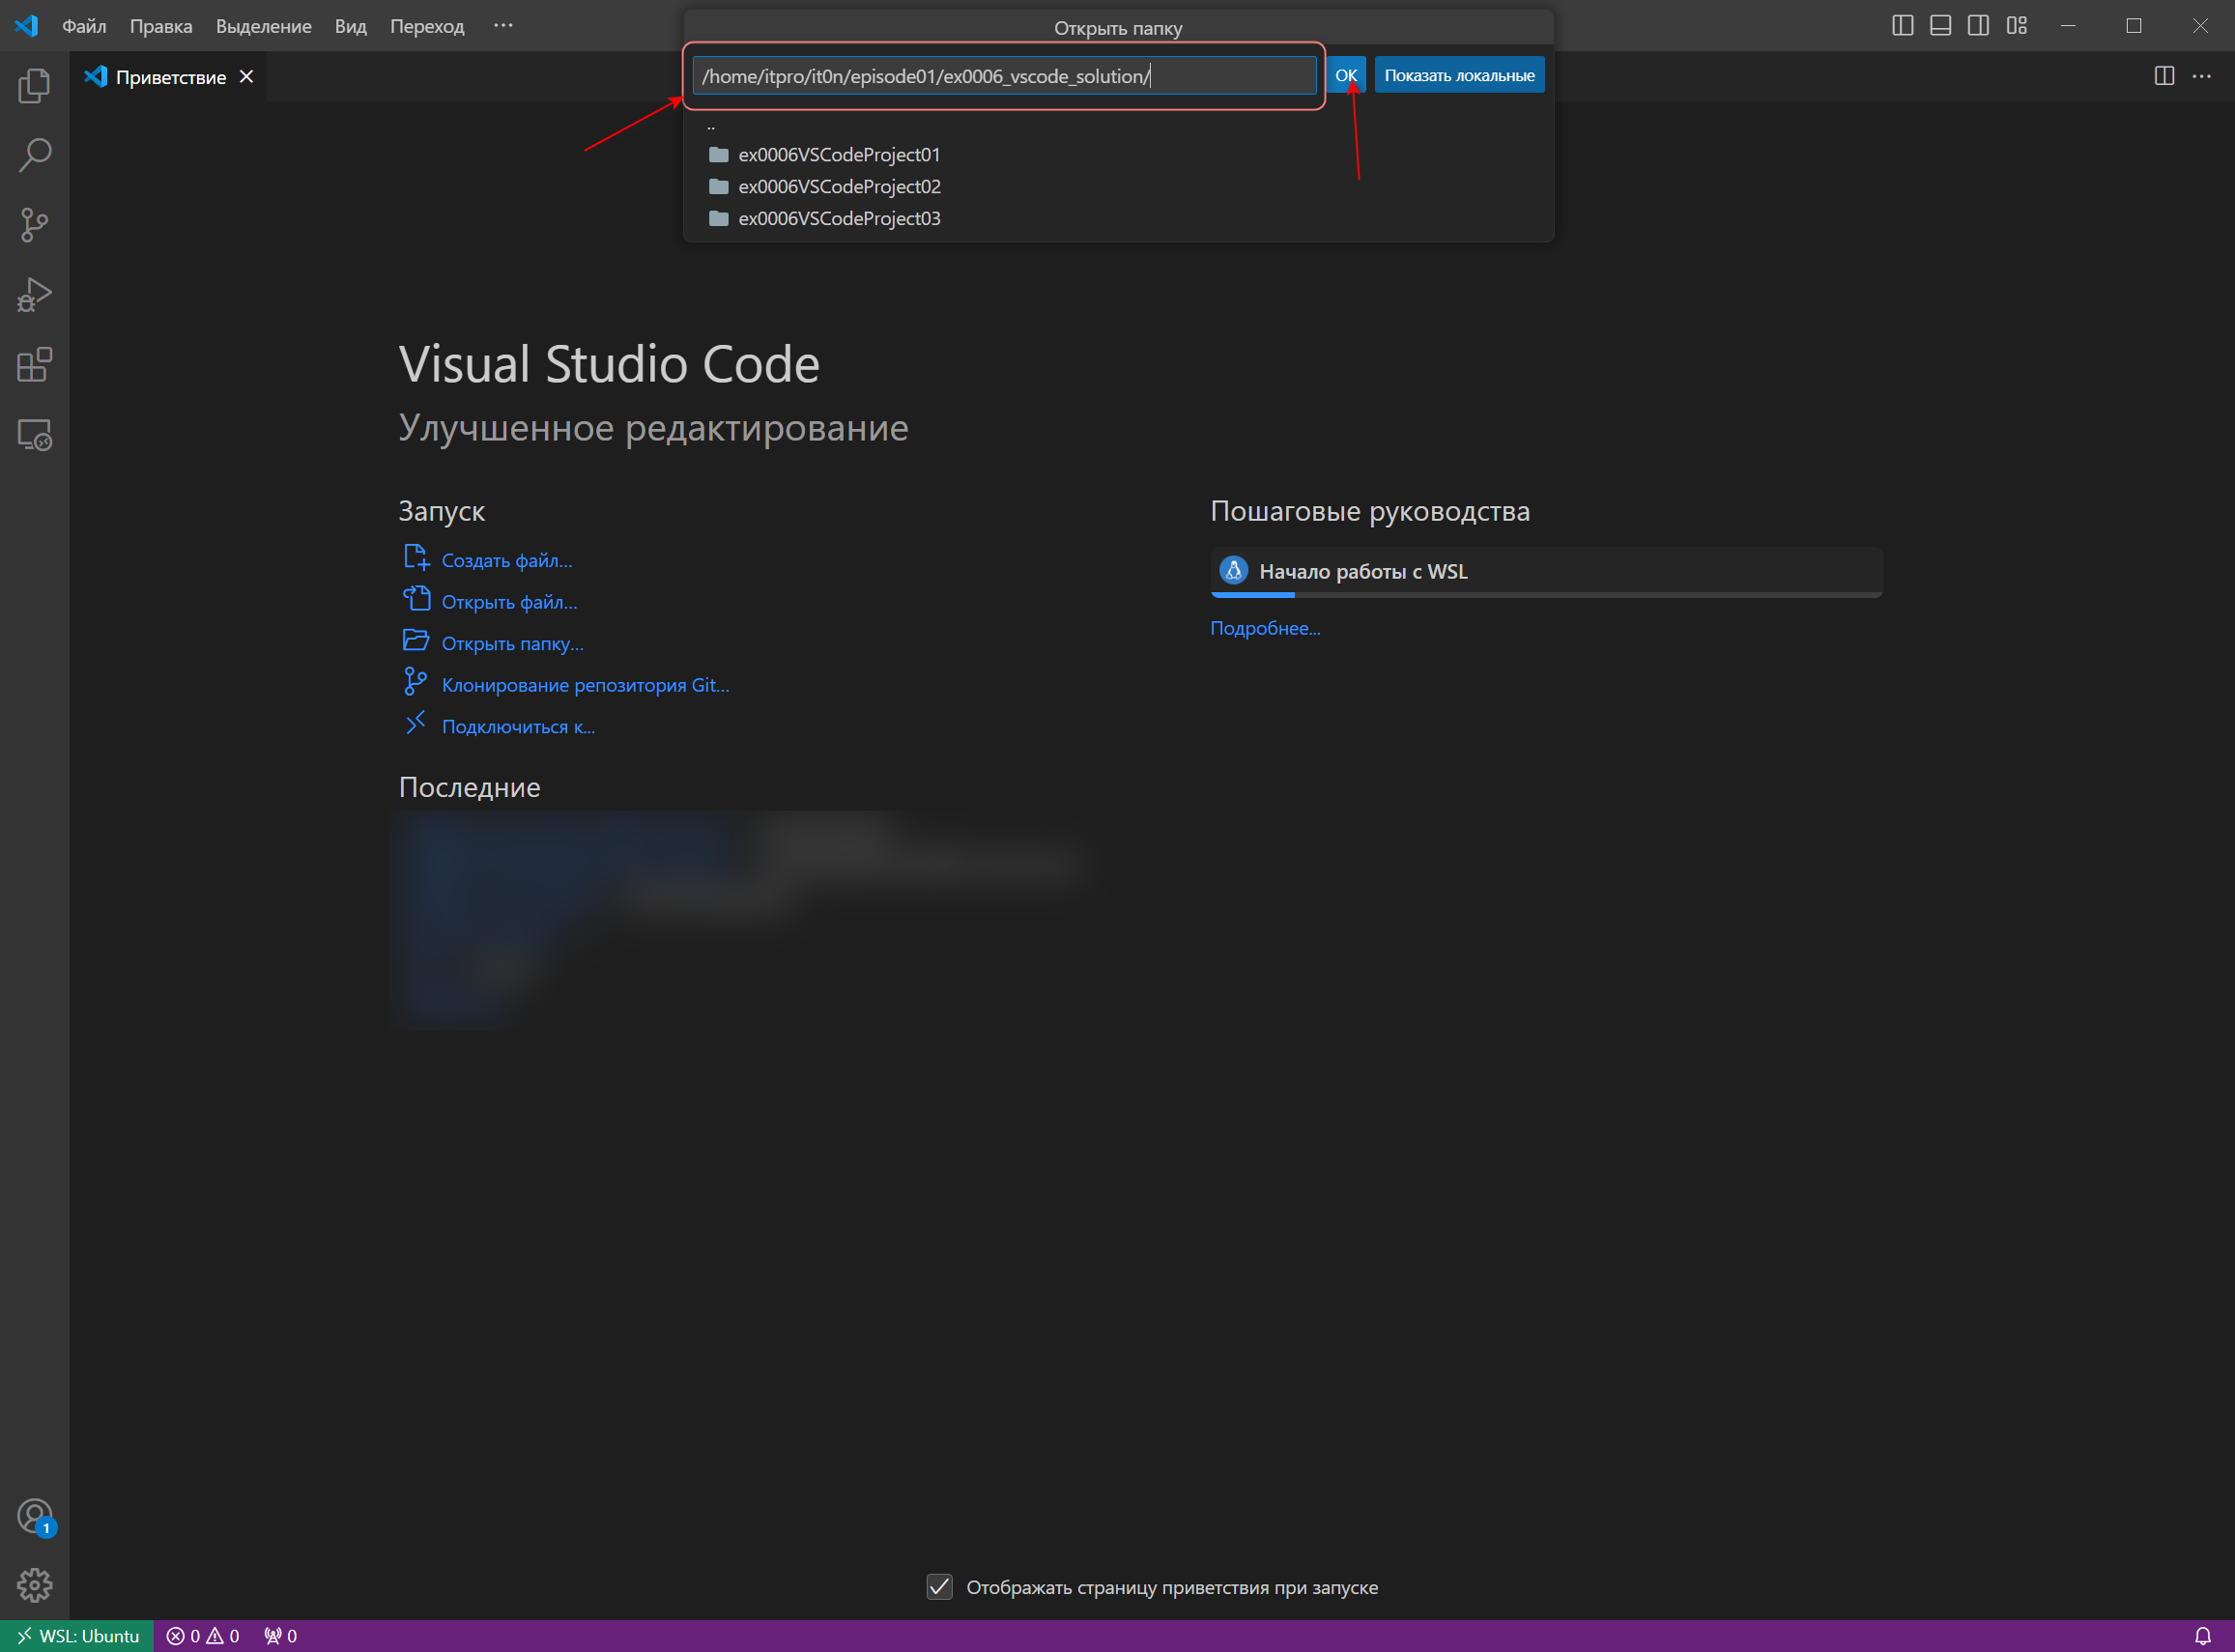 Файл Правка Выделение Вид Переход ···
Открыть папку
Приветствие
/home/itpro/it0n/episode01/ex0006_vscode_solution/
ОК
Показать локальные
..
ex0006VSCodeProject01
ex0006VSCodeProject02
ex0006VSCodeProject03
Visual Studio Code
Улучшенное редактирование
Запуск
Создать файл...
Открыть файл...
Открыть папку...
Клонирование репозитория Git...
Подключиться к...
Последние
Пошаговые руководства
Начало работы с WSL
Подробнее...
1
Отображать страницу приветствия при запуске
WSL: Ubuntu 0 0 0